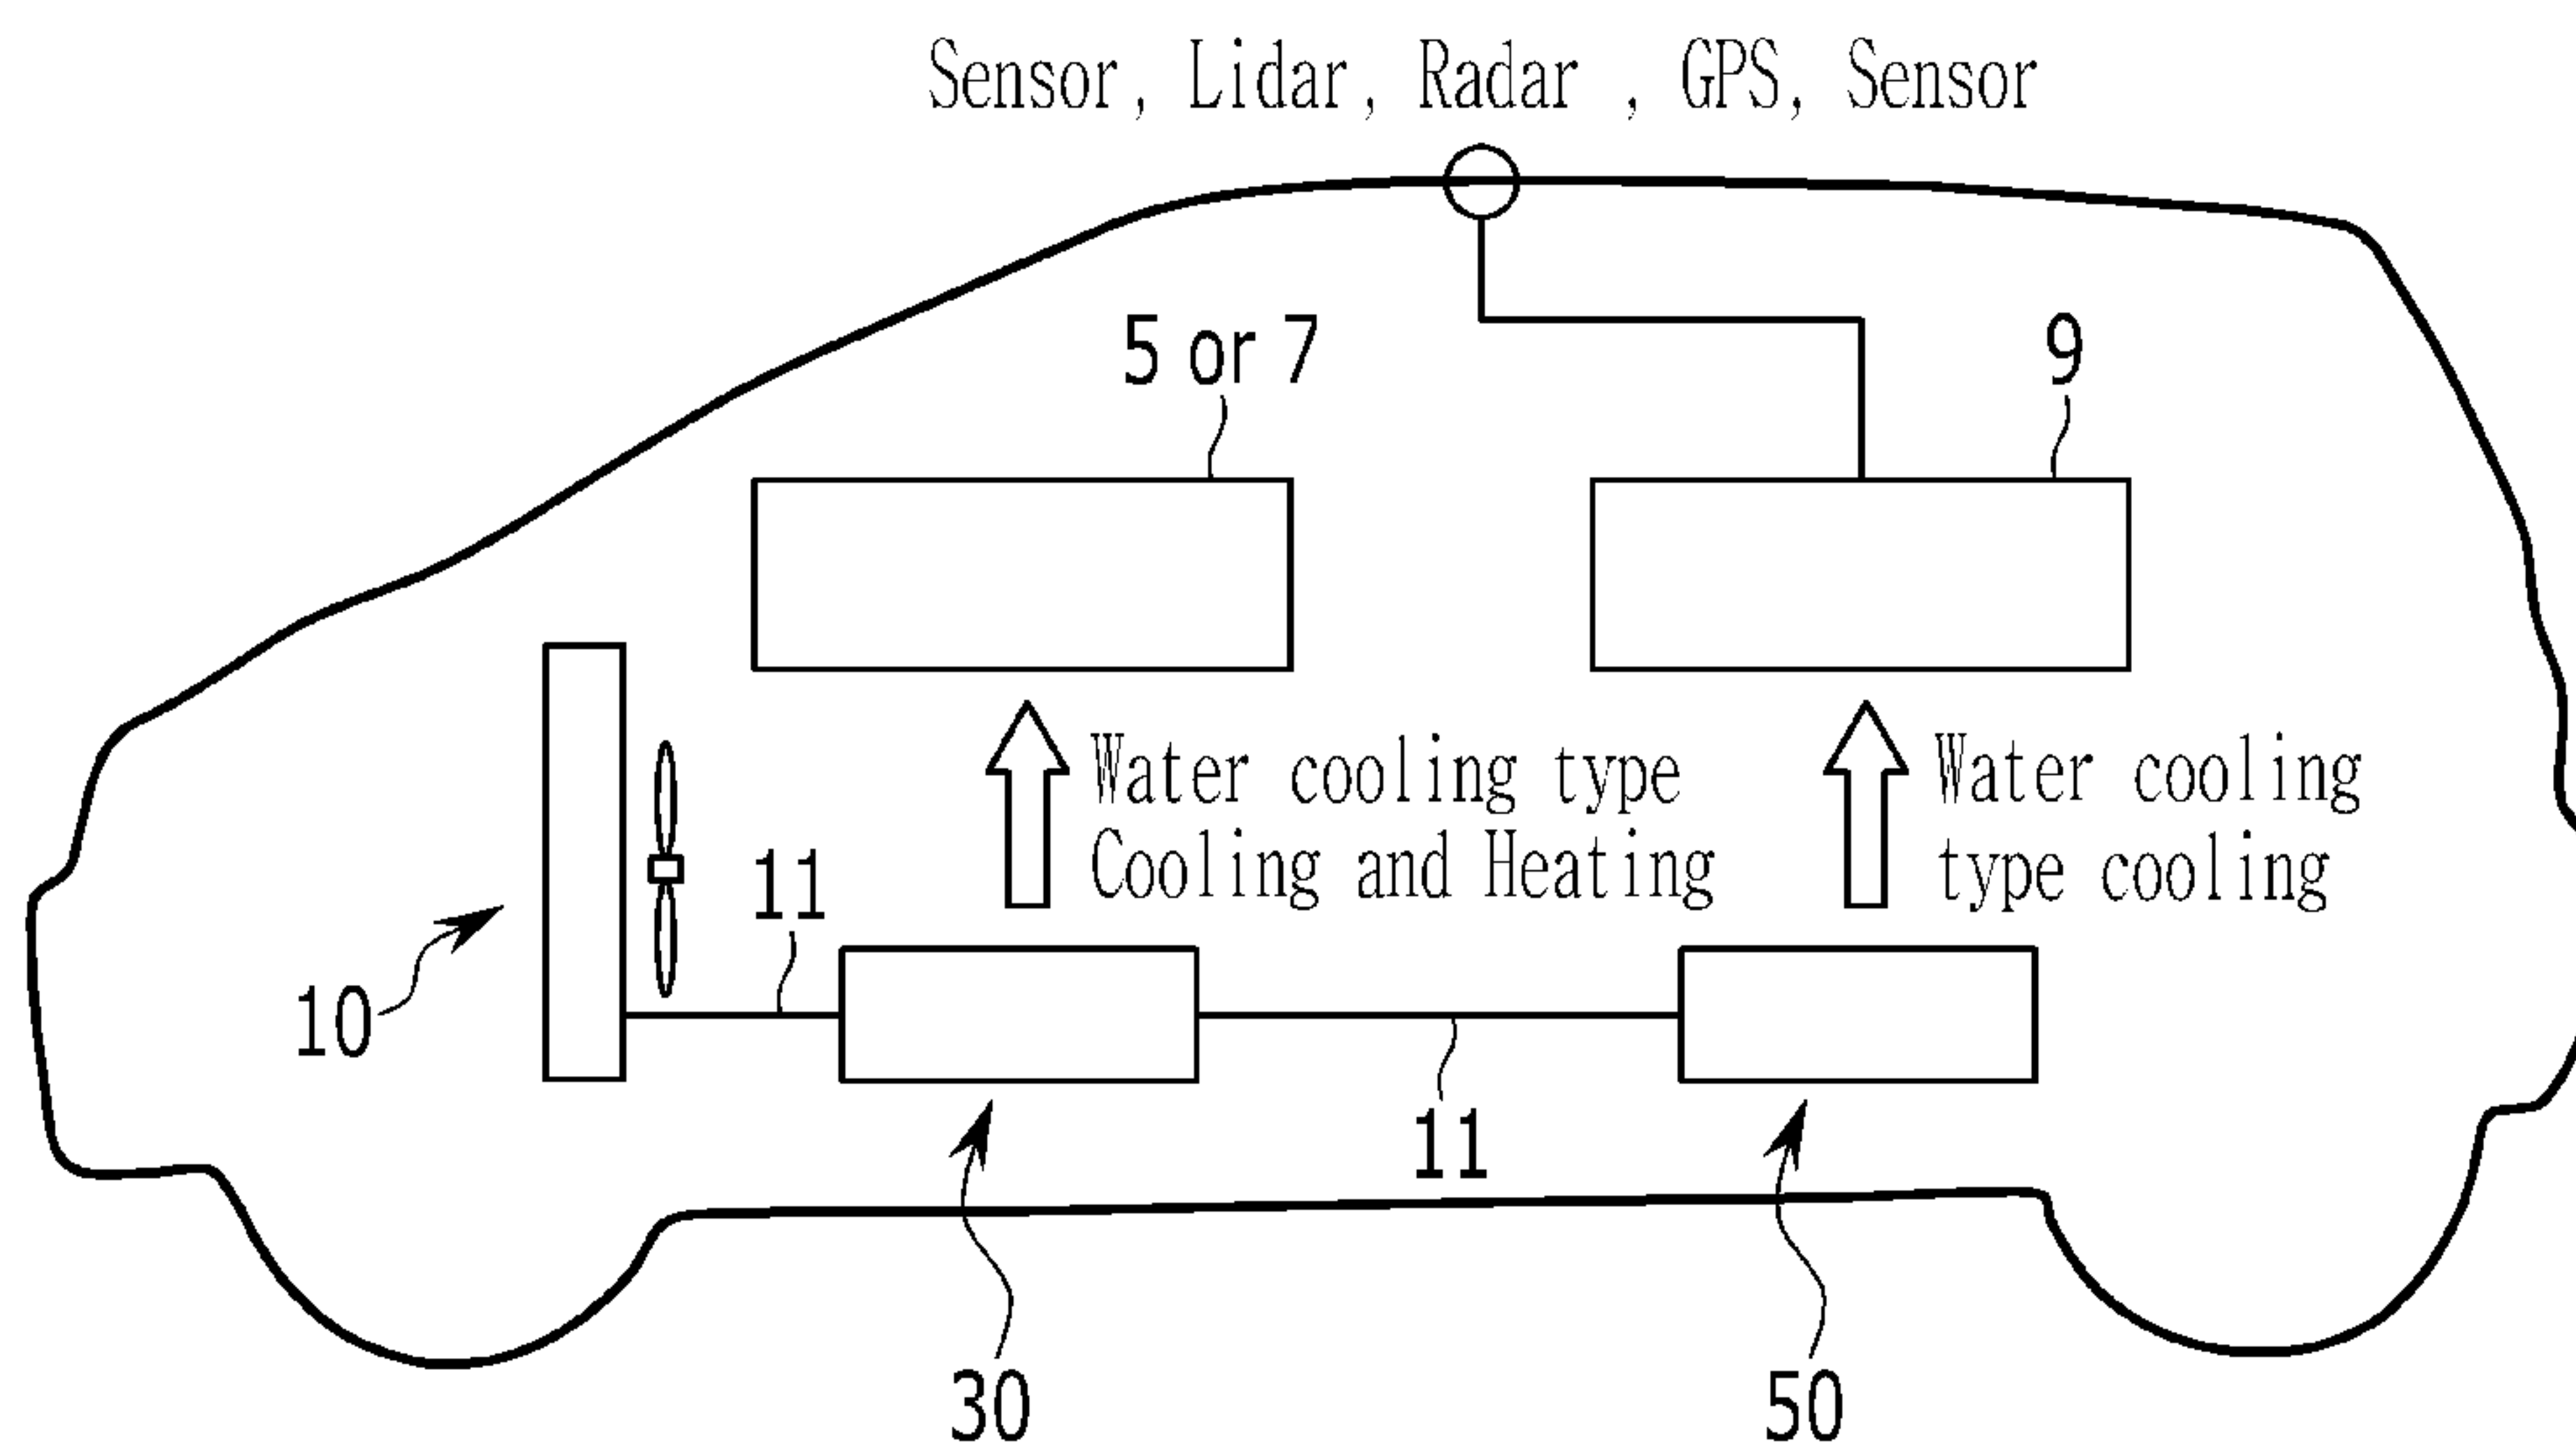 Sensor, Lidar, Radar , GPS, Sensor
5 or 7
9
Water cooling type
Cooling and Heating
Water cooling
type cooling
11
10
11
30
50